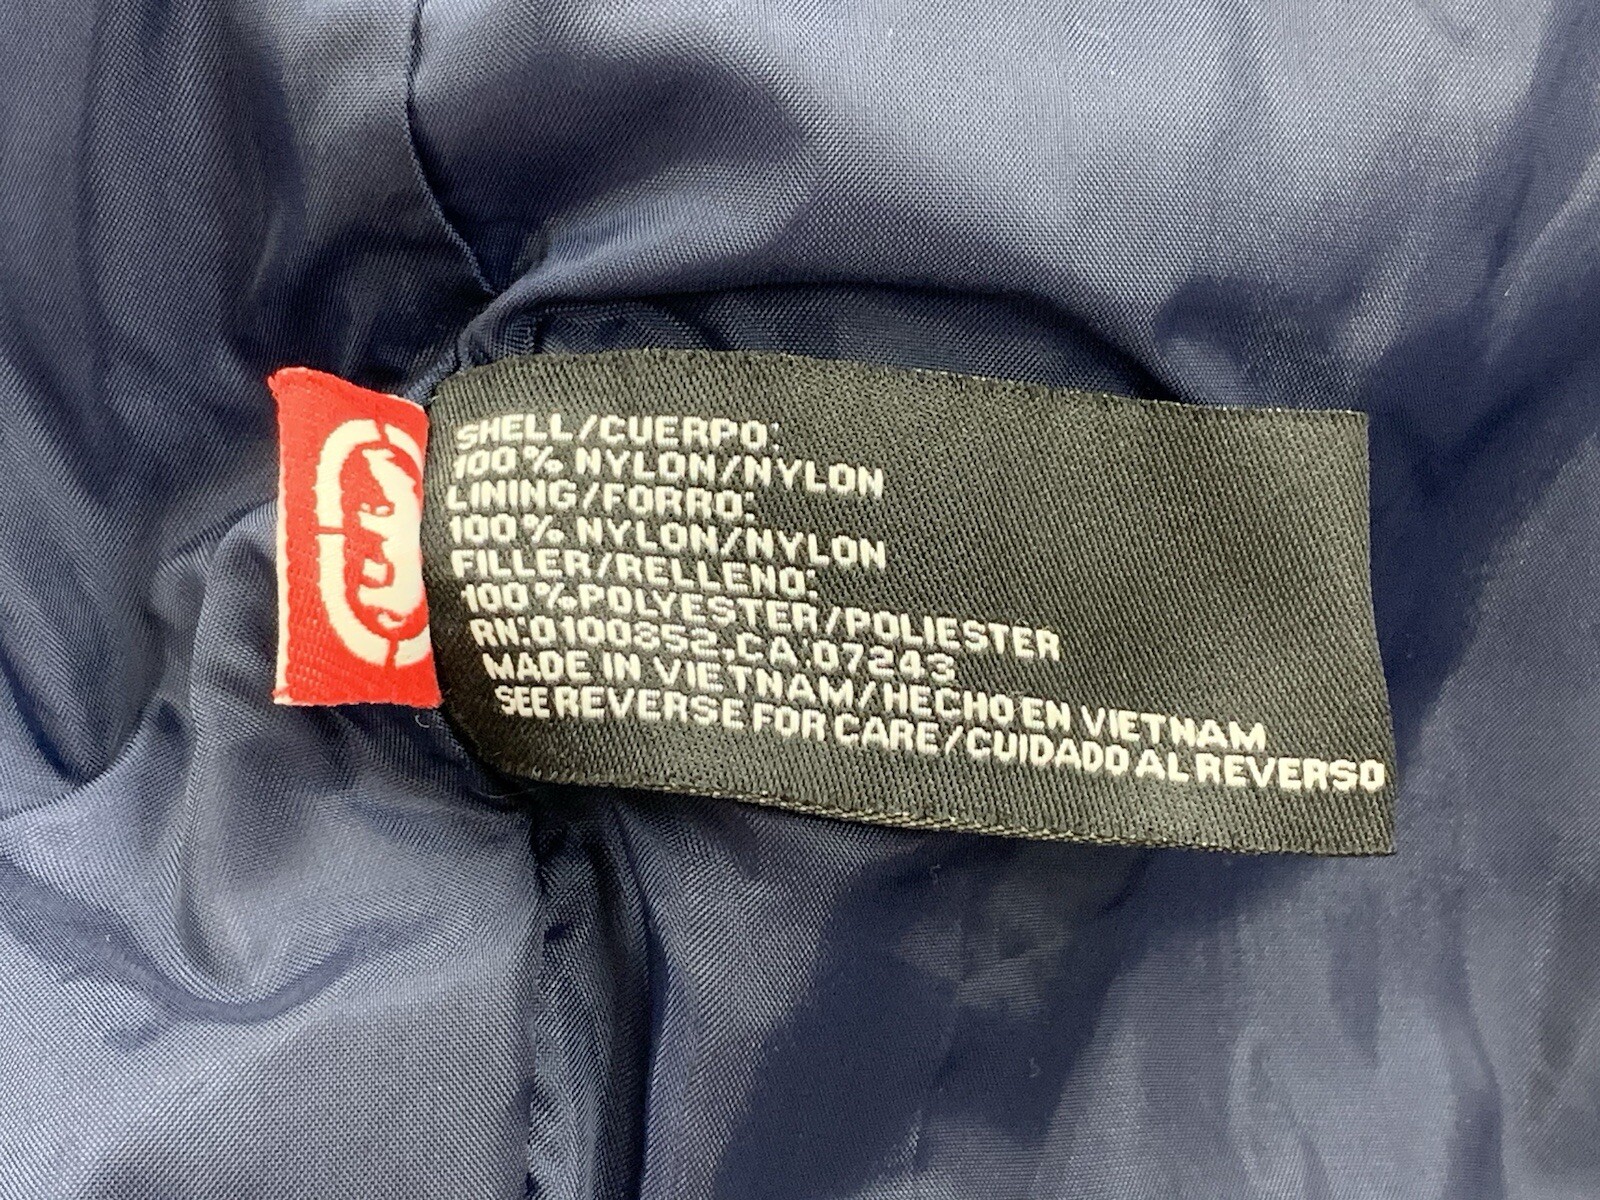 SHELL/CUERPO:
100% NYLON/NYLON
LINING/FORRO:
100% NYLON/NYLON
FILLER/RELLENO:
100%POLYESTER/POLIESTER
RN:0100852.CA.07243
MADE IN VIETNAM/HECHO EN VIETNAM
SEE REVERSE FOR CARE/CUIDADO AL REVERSO